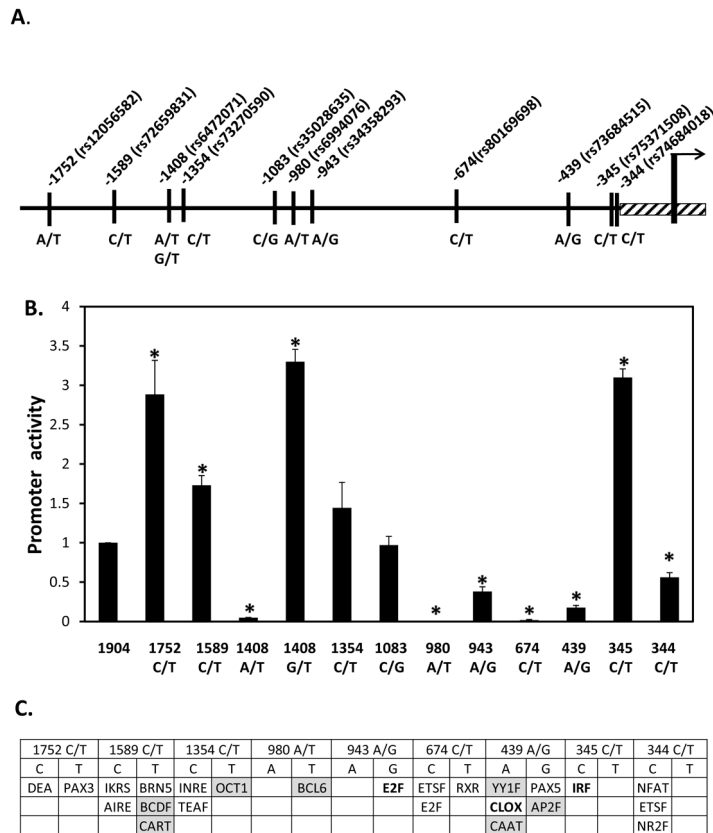 A.
-1752 (rs12056582)
-1589 (rs72659831)
-1408 (rs6472071)
-1354 (rs73270590)
-1083 (rs35028635)
-980 (rs6994076)
-943 (rs34358293)
-674(rs80169698)
-439 (rs73684515)
-345 (rs75371508)
-344 (rs74684018)
A/T C/T A/T C/T C/G A/T A/G C/T A/G C/T C/T
G/T
B.
Promoter activity
4
3.5
3
2.5
2
1.5
1
0.5
0
* * * * * * * * * *
1904 1752 1589 1408 1408 1354 1083 980 943 674 439 345 344
C/T C/T A/T G/T C/T C/G A/T A/G C/T A/G C/T C/T
C.
1752 C/T 1589 C/T 1354 C/T 980 A/T 943 A/G 674 C/T 439 A/G 345 C/T 344 C/T
C T C T C T A T A G C T A G C T C T
DEA PAX3 IKRS BRN5 INRE OCT1 BCL6 E2F ETSF RXR YY1F PAX5 IRF NFAT
AIRE BCDF TEAF E2F CLOX AP2F ETSF
CART CAAT NR2F